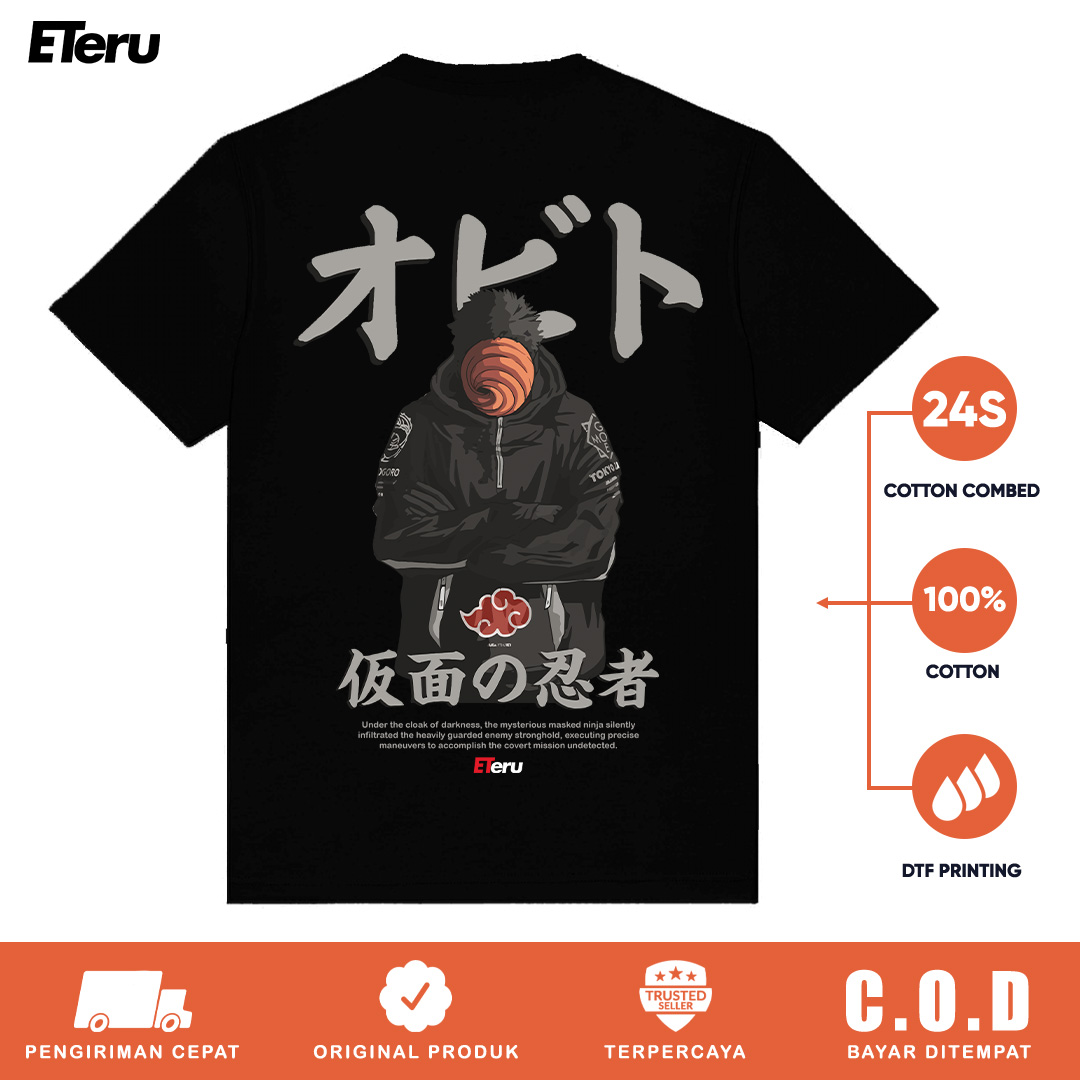 ETeru
オビト
GORO
TOKYO
仮面の忍者
Under the cloak of darkness, the mysterious masked ninja silently
infiltrated the heavily guarded enemy stronghold, executing precise
maneuvers to accomplish the covert mission undetected.
ETeru
24S
COTTON COMBED
100%
COTTON
DTF PRINTING
PENGIRIMAN CEPAT
ORIGINAL PRODUK
TRUSTED
SELLER
TERPERCAYA
C.O.D
BAYAR DITEMPAT